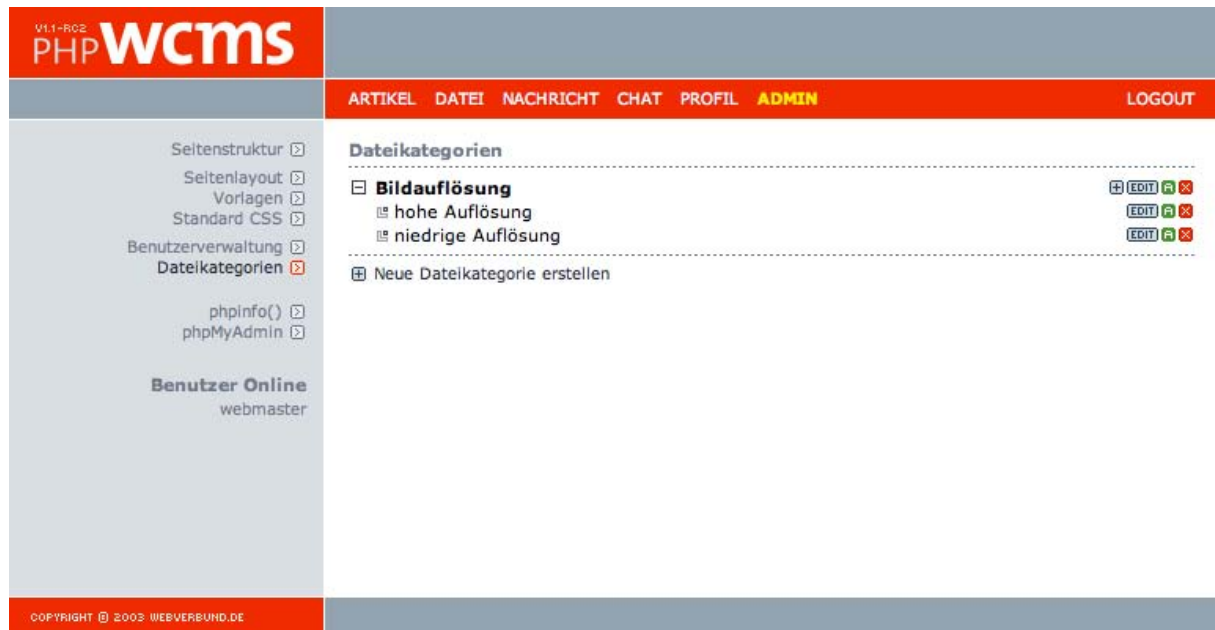 V1.1-RC2
PHPWCMS
ARTIKEL DATEI NACHRICHT CHAT PROFIL ADMIN LOGOUT
Seitenstruktur
Seitenlayout
Vorlagen
Standard CSS
Benutzerverwaltung
Dateikategorien
phpinfo()
phpMyAdmin
Benutzer Online
webmaster
Dateikategorien
Bildauflösung EDIT A X
hohe Auflösung EDIT A X
niedrige Auflösung EDIT A X
Neue Dateikategorie erstellen
COPYRIGHT © 2003 WEBVERBUND.DE